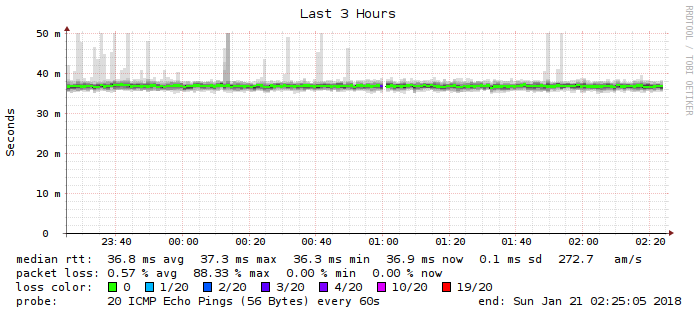 Last 3 Hours
RRDTOOL / TOBI OETIKER
Seconds
50 m
40 m
30 m
20 m
10 m
0
23:40 00:00 00:20 00:40 01:00 01:20 01:40 02:00 02:20
median rtt: 36.8 ms avg 37.3 ms max 36.3 ms min 36.9 ms now 0.1 ms sd 272.7 am/s
packet loss: 0.57 % avg 88.33 % max 0.00 % min 0.00 % now
loss color: 0 1/20 2/20 3/20 4/20 10/20 19/20
probe: 20 ICMP Echo Pings (56 Bytes) every 60s end: Sun Jan 21 02:25:05 2018